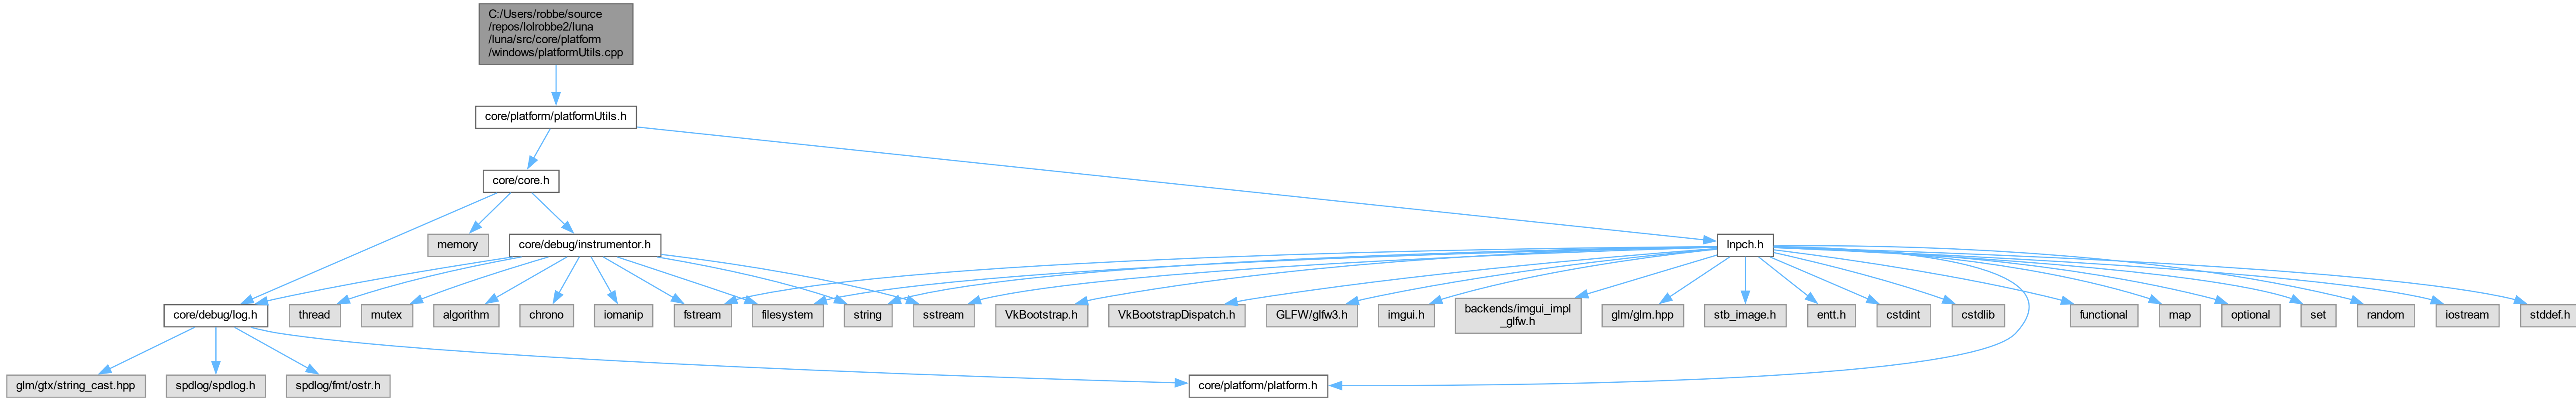 C:/Users/robbe/source
/repos/lolrobbe2/luna
/luna/src/core/platform
/windows/platformUtils.cpp
core/platform/platformUtils.h
core/core.h
memory
core/debug/instrumentor.h
lnpch.h
core/debug/log.h
thread
mutex
algorithm
chrono
iomanip
fstream
filesystem
string
sstream
VkBootstrap.h
VkBootstrapDispatch.h
GLFW/glfw3.h
imgui.h
backends/imgui_impl
_glfw.h
glm/glm.hpp
stb_image.h
entt.h
cstdint
cstdlib
functional
map
optional
set
random
iostream
stddef.h
glm/gtx/string_cast.hpp
spdlog/spdlog.h
spdlog/fmt/ostr.h
core/platform/platform.h